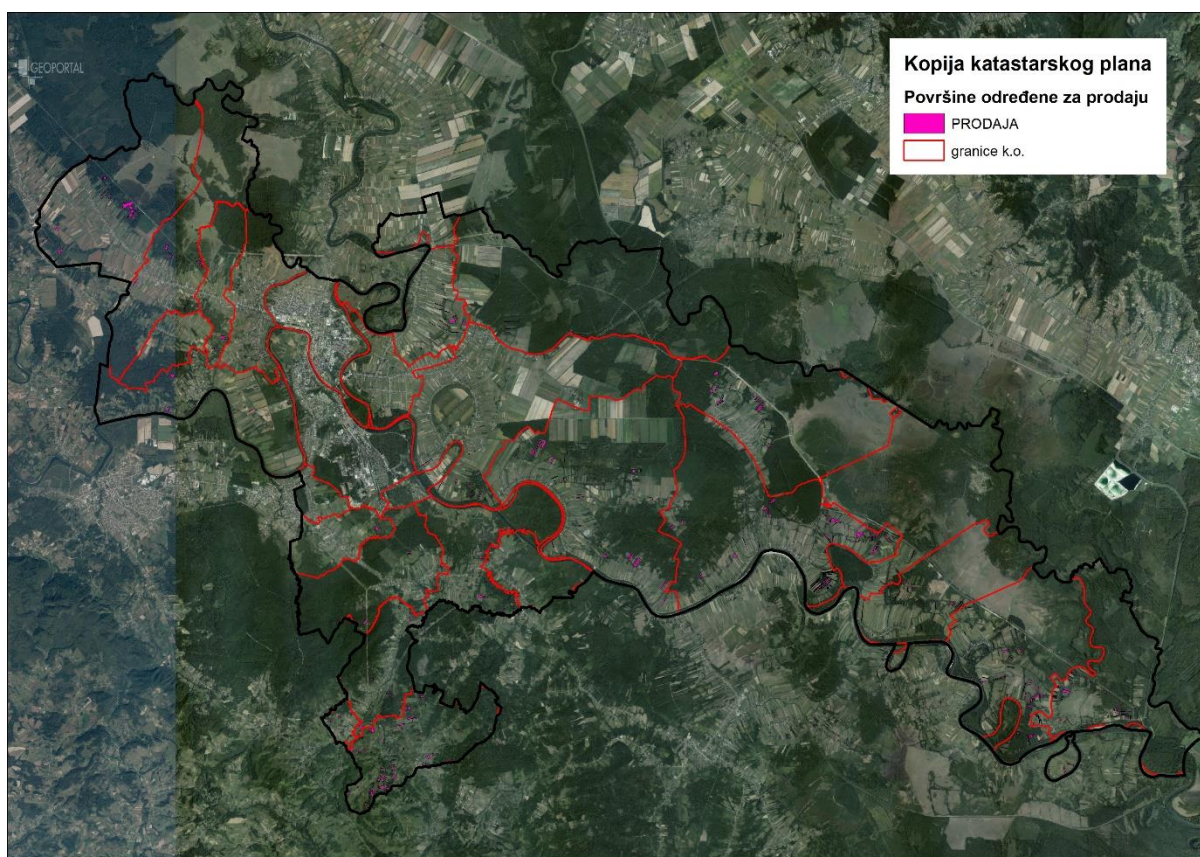 GEOPORTAL
Kopija katastarskog plana
Površine određene za prodaju
PRODAJA
granice k.o.